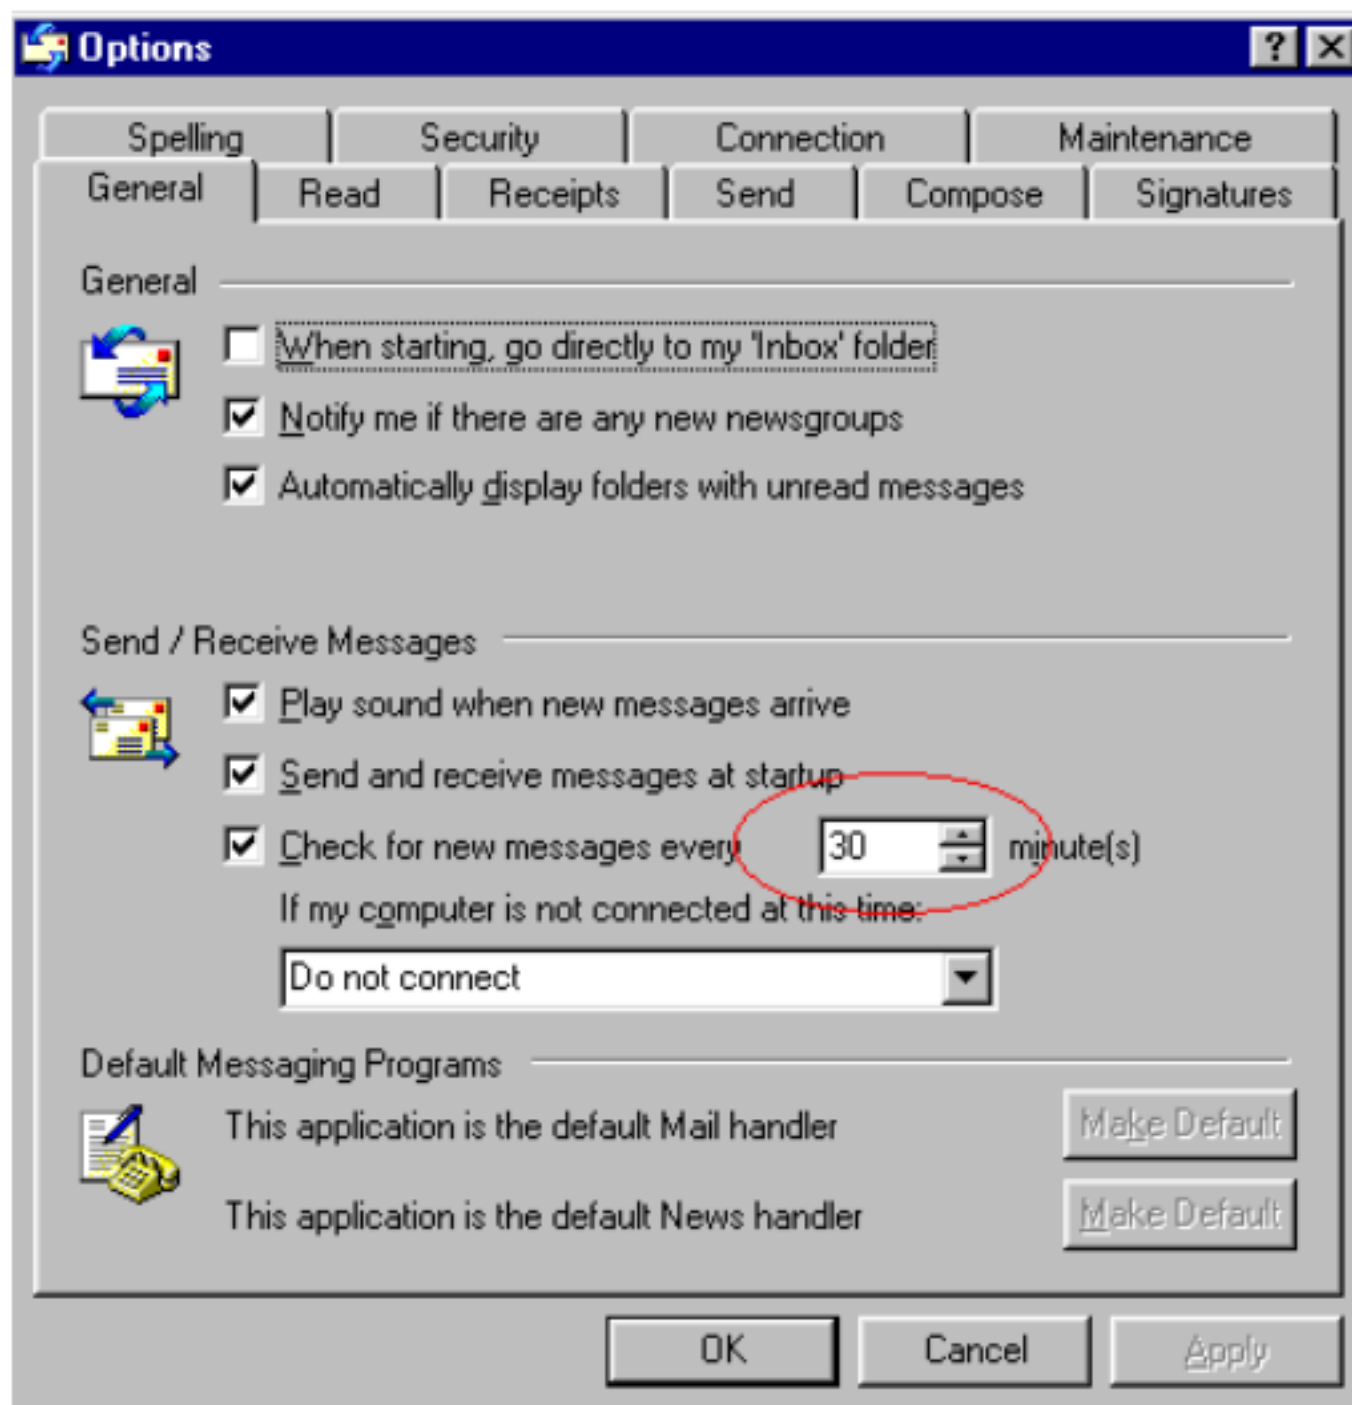 Options
Spelling Security Connection Maintenance
General Read Receipts Send Compose Signatures
General
When starting, go directly to my 'Inbox' folder
Notify me if there are any new newsgroups
Automatically display folders with unread messages
Send / Receive Messages
Play sound when new messages arrive
Send and receive messages at startup
Check for new messages every 30 minute(s)
If my computer is not connected at this time:
Do not connect
Default Messaging Programs
This application is the default Mail handler Make Default
This application is the default News handler Make Default
OK Cancel Apply